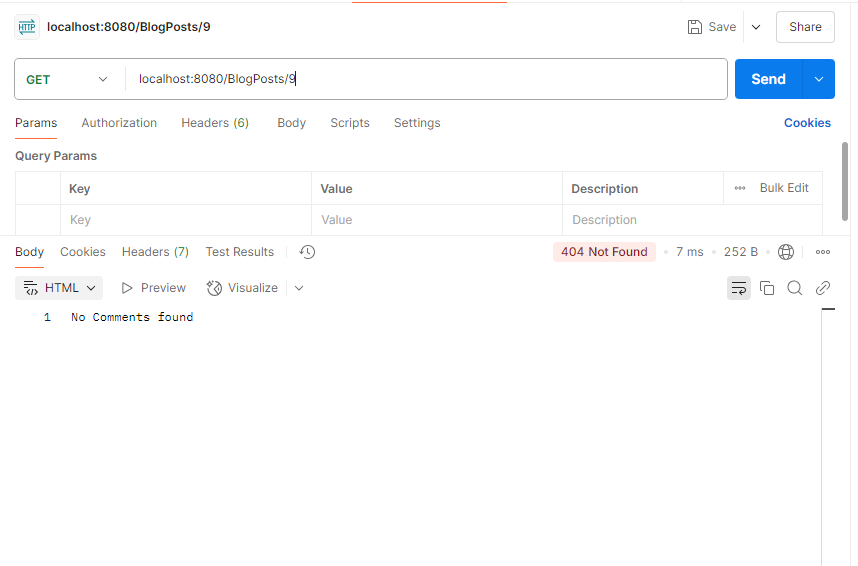 HTTP localhost:8080/BlogPosts/9 Save Share
GET localhost:8080/BlogPosts/9 Send
Params Authorization Headers (6) Body Scripts Settings Cookies
Query Params
Key Value Description Bulk Edit
Key Value Description
Body Cookies Headers (7) Test Results 404 Not Found 7 ms 252 B
HTML Preview Visualize
1 No Comments found